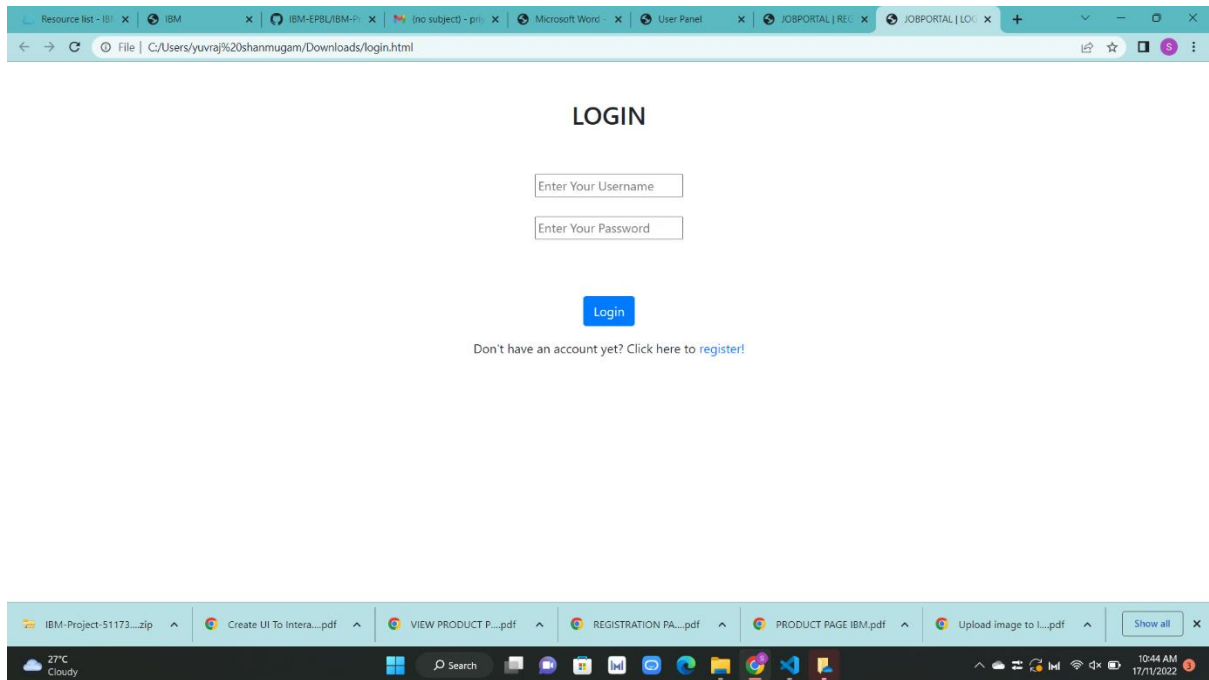 Resource list - IB
IBM
IBM-EPBL/IBM-P
(no subject) - pri
Microsoft Word -
User Panel
JOBPORTAL | REG
JOBPORTAL | LOG
File | C:/Users/yuvraj%20shanmugam/Downloads/login.html
S
LOGIN
Enter Your Username
Enter Your Password
Login
Don't have an account yet? Click here to register!
IBM-Project-51173....zip
Create UI To Intera....pdf
VIEW PRODUCT P....pdf
REGISTRATION PA....pdf
PRODUCT PAGE IBM.pdf
Upload image to I....pdf
Show all
27°C
Cloudy
Search
10:44 AM
17/11/2022
3